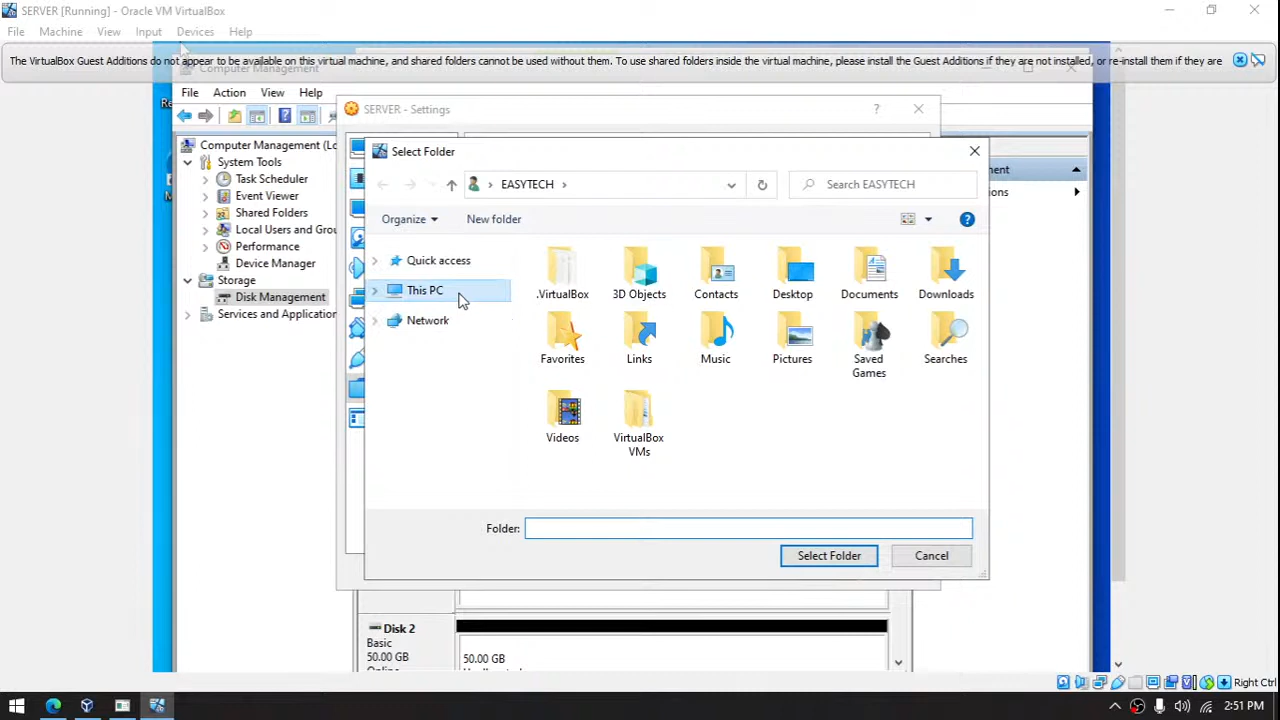 SERVER [Running] - Oracle VM VirtualBox
File Machine View Input Devices Help
The VirtualBox Guest Additions do not appear to be available on this virtual machine, and shared folders cannot be used without them. To use shared folders inside the virtual machine, please install the Guest Additions if they are not installed, or re-install them if they are
Computer Management
File Action View Help
SERVER - Settings
Computer Management (Lo
System Tools
Task Scheduler
Event Viewer
Shared Folders
Local Users and Grou
Performance
Device Manager
Storage
Disk Management
Services and Application
Select Folder
EASYTECH
Search EASYTECH
Organize New folder
Quick access
This PC
Network
.VirtualBox 3D Objects Contacts Desktop Documents Downloads
Favorites Links Music Pictures Saved Games Searches
Videos VirtualBox VMs
Folder:
Select Folder Cancel
ment
ions
Disk 2
Basic
50.00 GB
Online
50.00 GB
Right Ctrl
2:51 PM